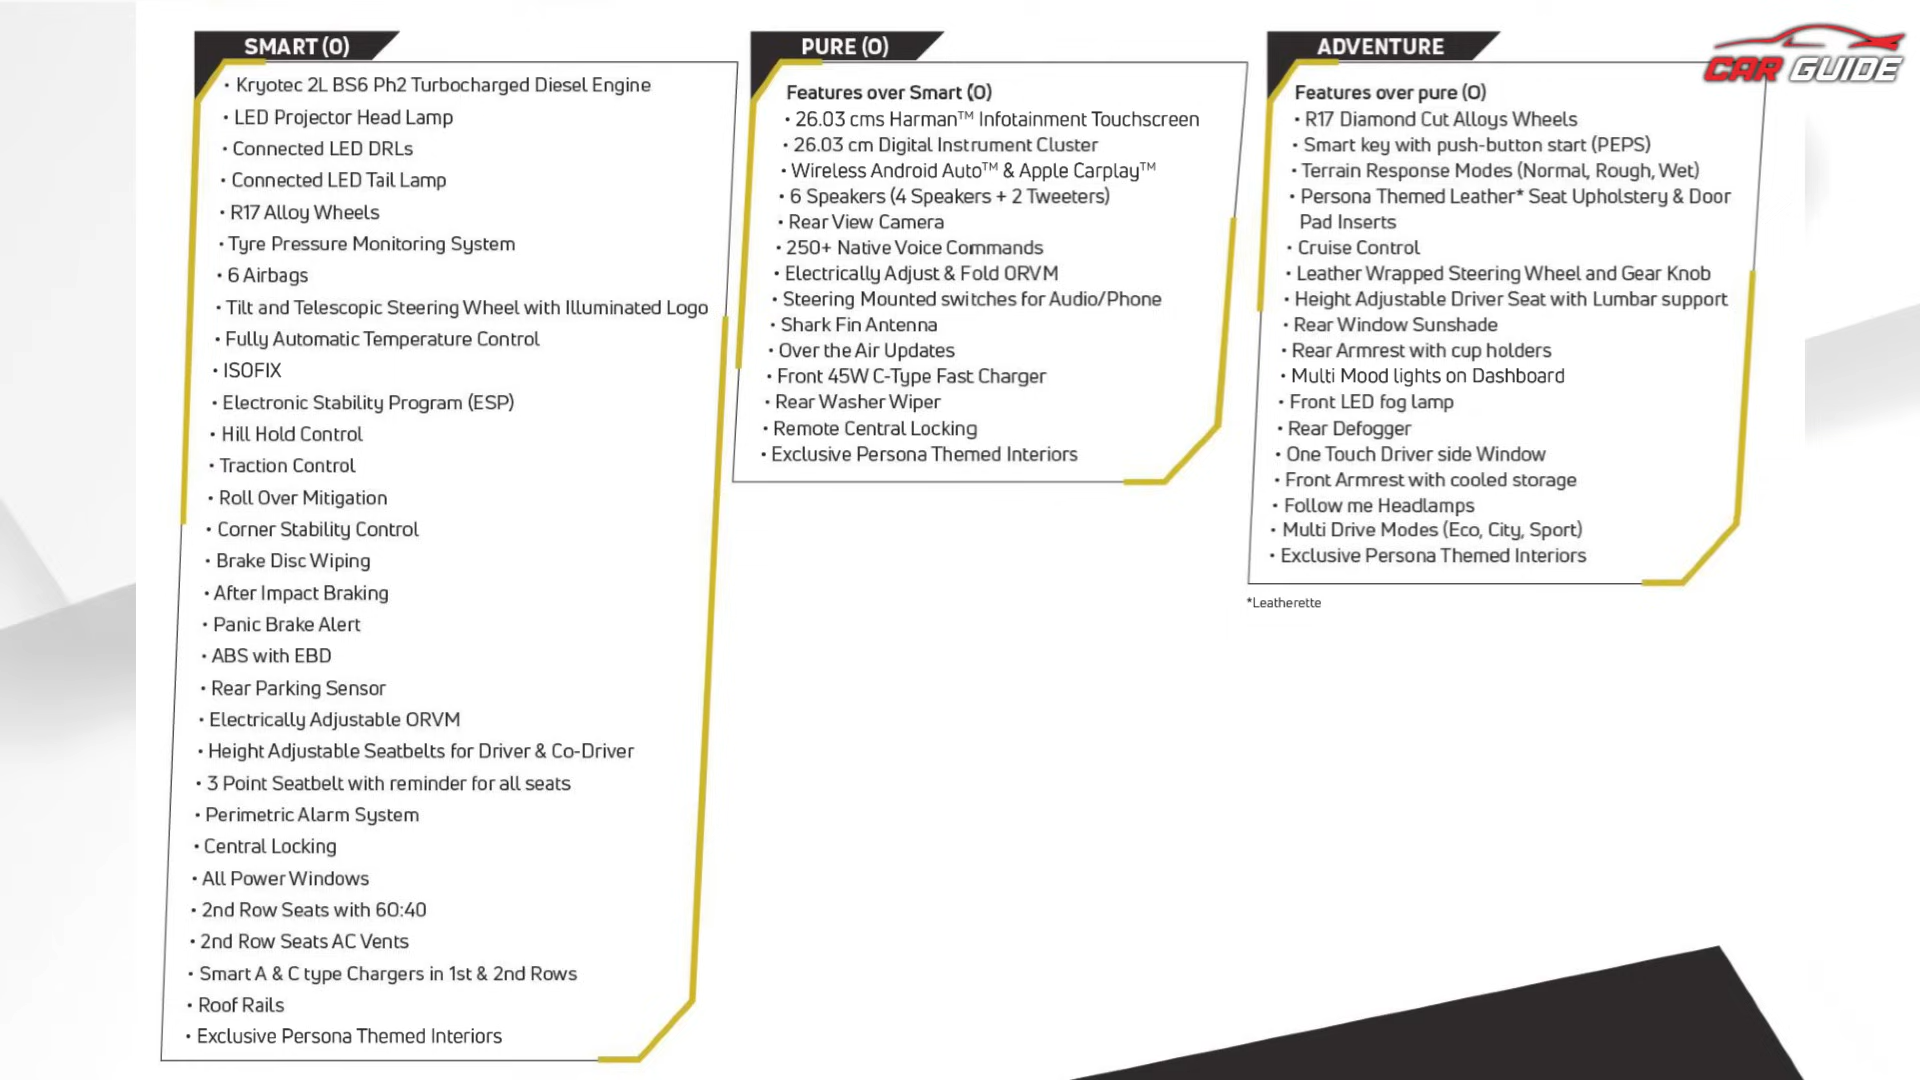 SMART (O)
• Kryotec 2L BS6 Ph2 Turbocharged Diesel Engine
• LED Projector Head Lamp
• Connected LED DRLs
• Connected LED Tail Lamp
• R17 Alloy Wheels
• Tyre Pressure Monitoring System
• 6 Airbags
• Tilt and Telescopic Steering Wheel with Illuminated Logo
• Fully Automatic Temperature Control
• ISOFIX
• Electronic Stability Program (ESP)
• Hill Hold Control
• Traction Control
• Roll Over Mitigation
• Corner Stability Control
• Brake Disc Wiping
• After Impact Braking
• Panic Brake Alert
• ABS with EBD
• Rear Parking Sensor
• Electrically Adjustable ORVM
• Height Adjustable Seatbelts for Driver & Co-Driver
• 3 Point Seatbelt with reminder for all seats
• Perimetric Alarm System
• Central Locking
• All Power Windows
• 2nd Row Seats with 60:40
• 2nd Row Seats AC Vents
• Smart A & C type Chargers in 1st & 2nd Rows
• Roof Rails
• Exclusive Persona Themed Interiors
PURE (O)
Features over Smart (O)
• 26.03 cms Harman™ Infotainment Touchscreen
• 26.03 cm Digital Instrument Cluster
• Wireless Android Auto™ & Apple Carplay™
• 6 Speakers (4 Speakers + 2 Tweeters)
• Rear View Camera
• 250+ Native Voice Commands
• Electrically Adjust & Fold ORVM
• Steering Mounted switches for Audio/Phone
• Shark Fin Antenna
• Over the Air Updates
• Front 45W C-Type Fast Charger
• Rear Washer Wiper
• Remote Central Locking
• Exclusive Persona Themed Interiors
ADVENTURE
Features over pure (O)
• R17 Diamond Cut Alloys Wheels
• Smart key with push-button start (PEPS)
• Terrain Response Modes (Normal, Rough, Wet)
• Persona Themed Leather* Seat Upholstery & Door
Pad Inserts
• Cruise Control
• Leather Wrapped Steering Wheel and Gear Knob
• Height Adjustable Driver Seat with Lumbar support
• Rear Window Sunshade
• Rear Armrest with cup holders
• Multi Mood lights on Dashboard
• Front LED fog lamp
• Rear Defogger
• One Touch Driver side Window
• Front Armrest with cooled storage
• Follow me Headlamps
• Multi Drive Modes (Eco, City, Sport)
• Exclusive Persona Themed Interiors
*Leatherette
CAR GUIDE